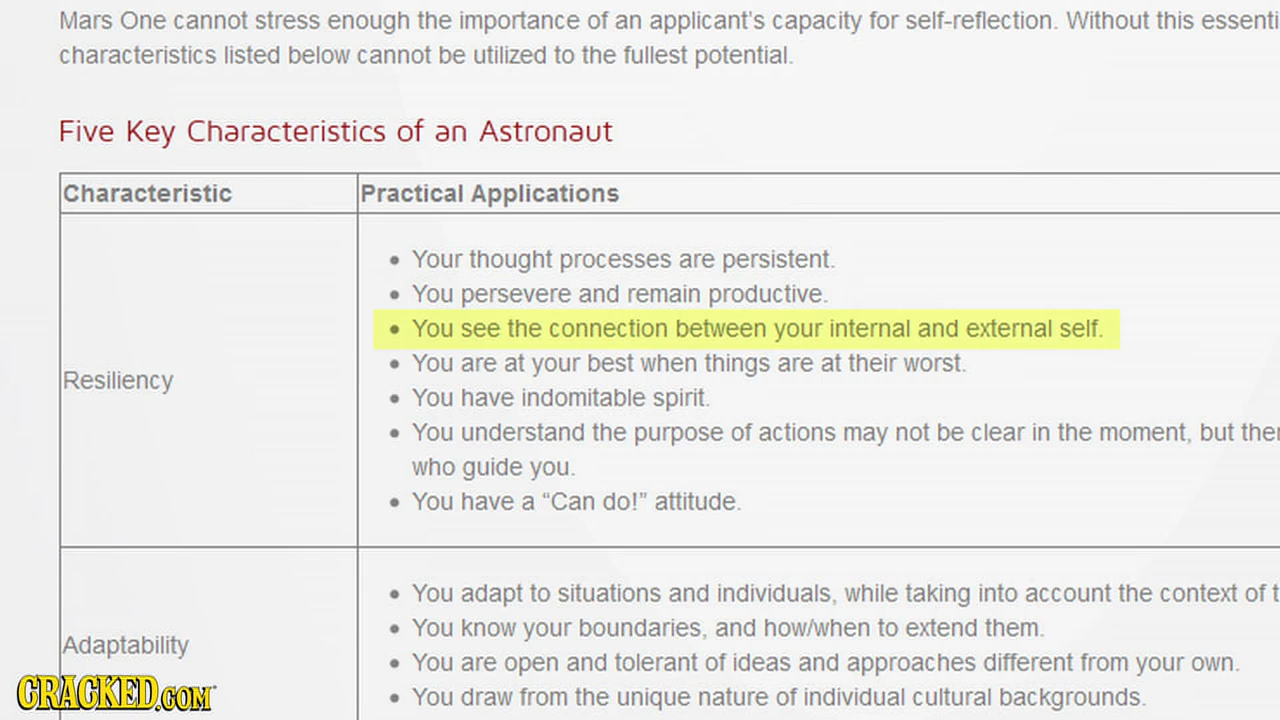 Mars One cannot stress enough the importance of an applicant's capacity for self-reflection. Without this
characteristics listed below cannot be utilized to the fullest potential.
Five Key Characteristics of an Astronaut
Characteristic
Practical Applications
Resiliency
• Your thought processes are persistent.
• You persevere and remain productive.
• You see the connection between your internal and external self.
• You are at your best when things are at their worst.
• You have indomitable spirit.
• You understand the purpose of actions may not be clear in the moment, but
who guide you.
• You have a “Can do!” attitude.
Adaptability
• You adapt to situations and individuals, while taking into account the context of
• You know your boundaries, and how/when to extend them.
• You are open and tolerant of ideas and approaches different from your own.
• You draw from the unique nature of individual cultural backgrounds.
CRACKED.COM